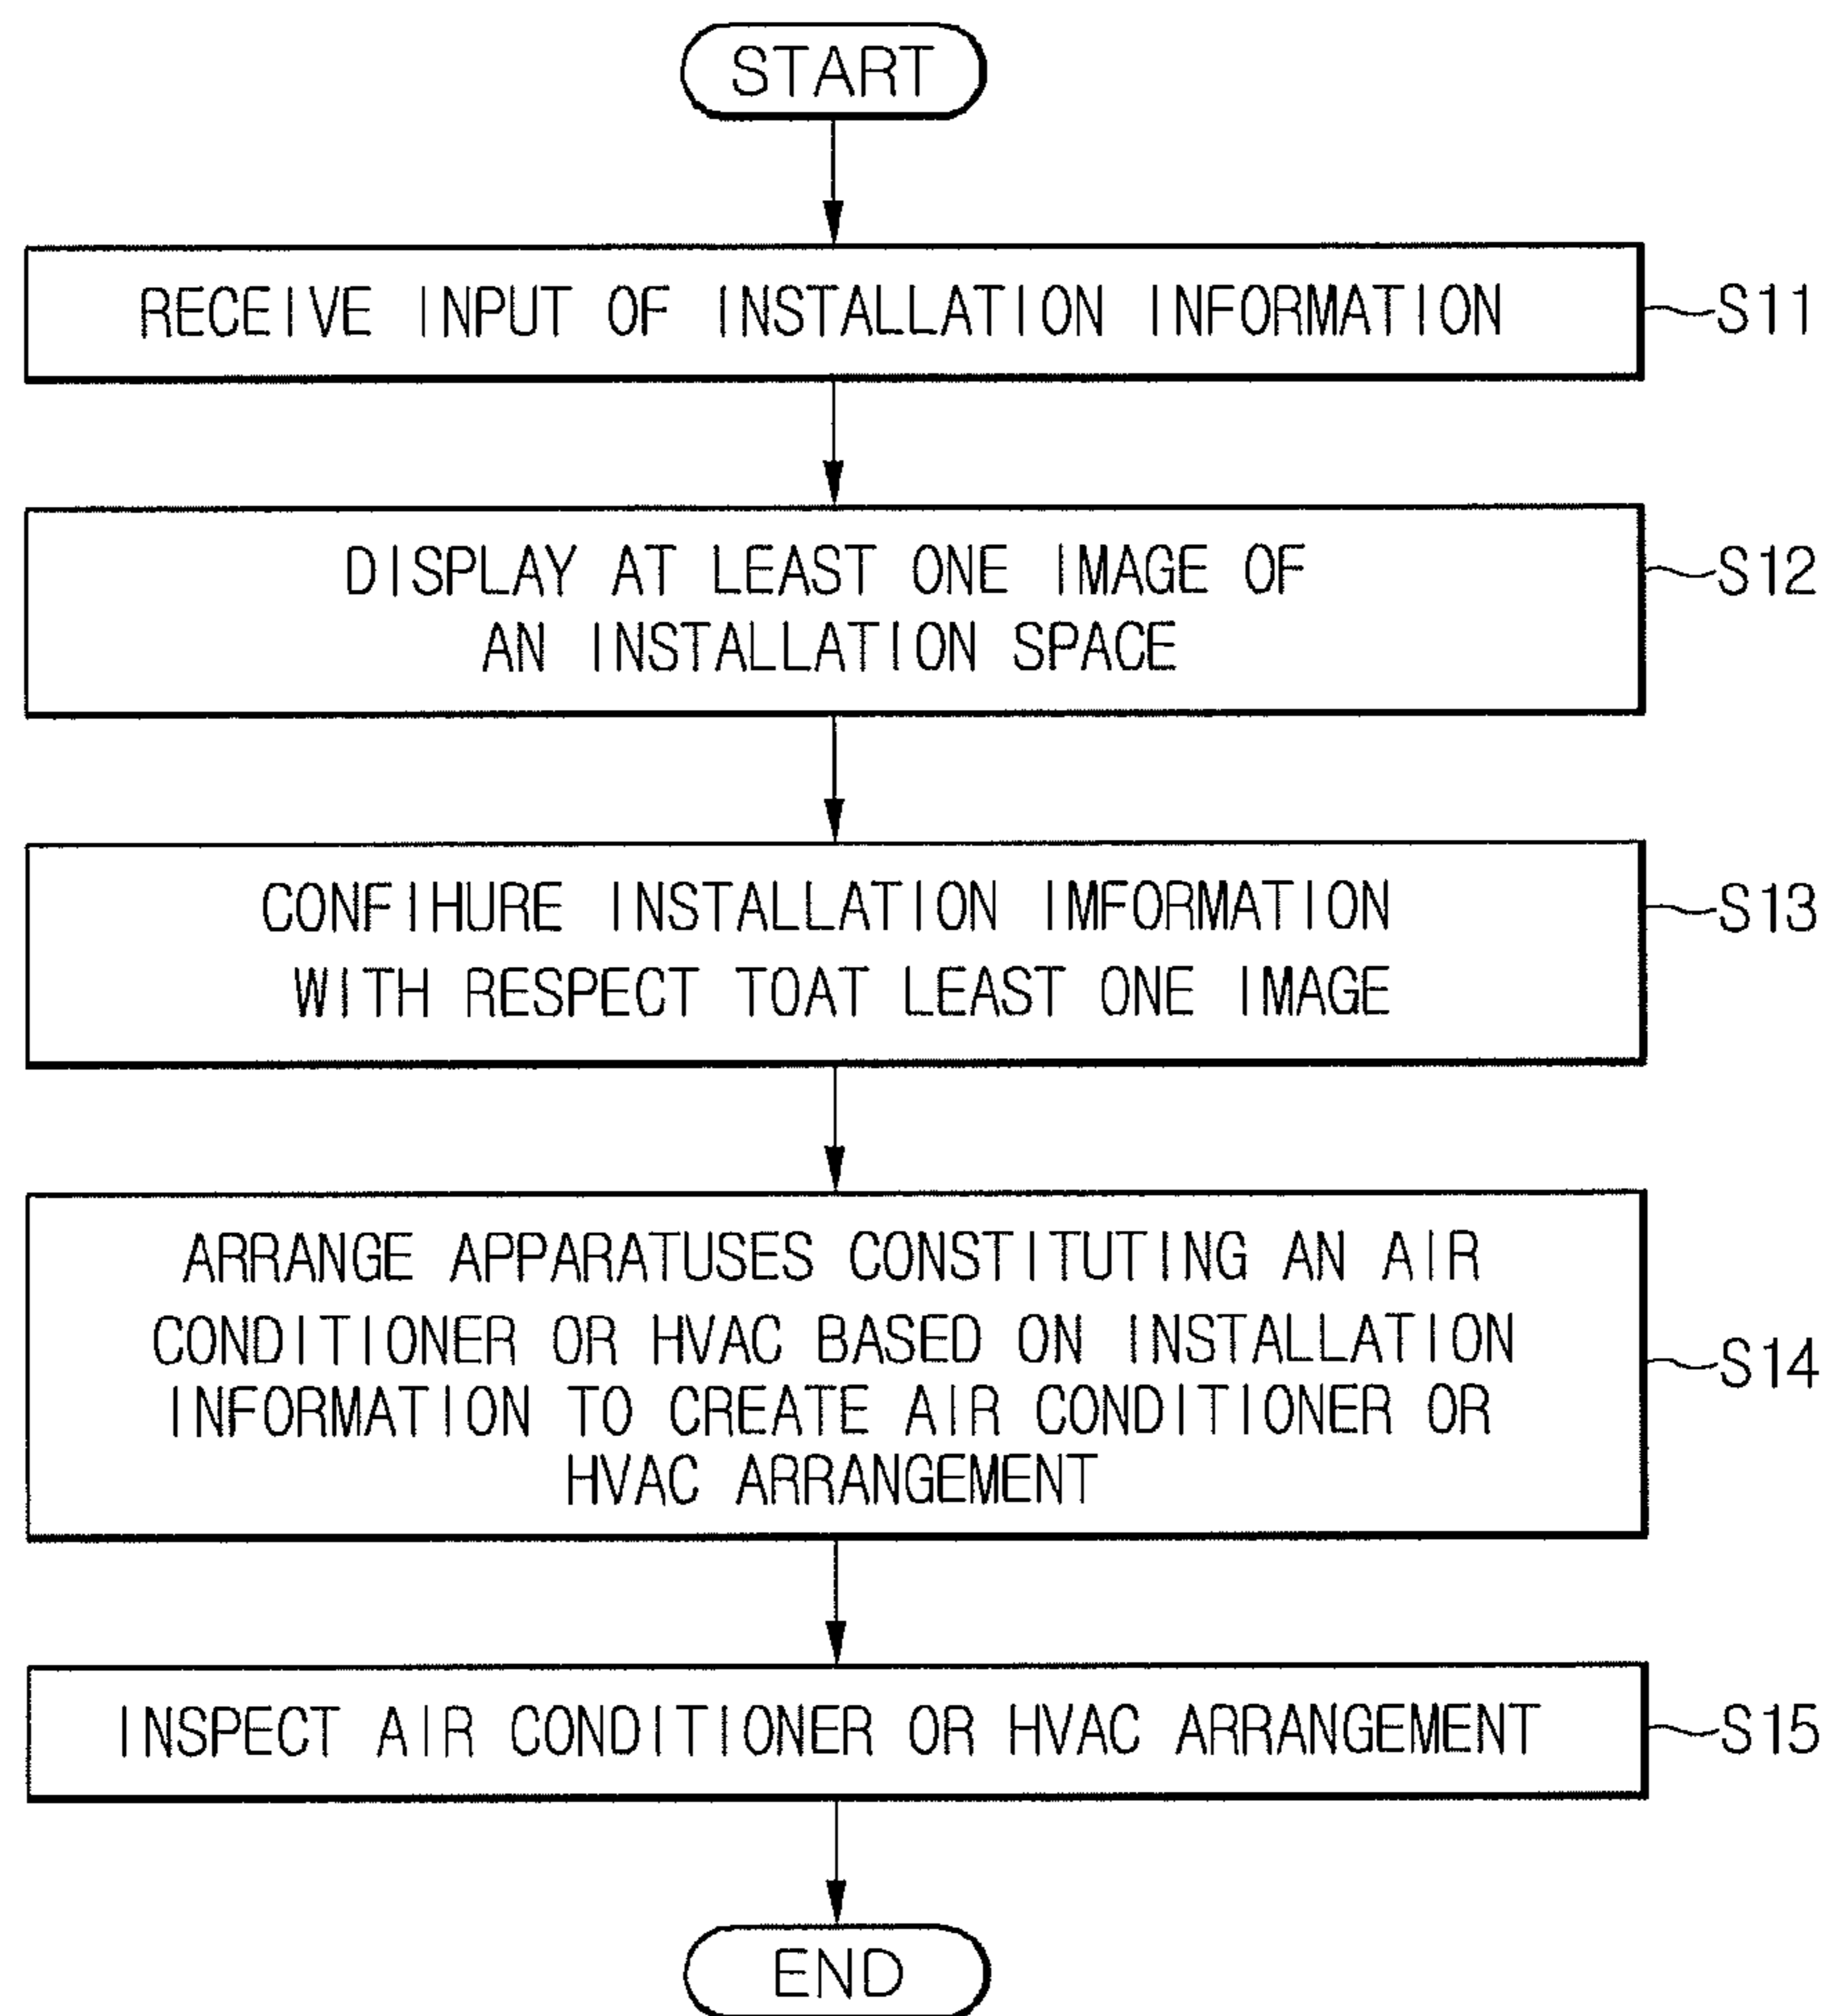 START
RECEIVE INPUT OF INSTALLATION INFORMATION
S11
DISPLAY AT LEAST ONE IMAGE OF
AN INSTALLATION SPACE
S12
CONFIHURE INSTALLATION IMFORMATION
WITH RESPECT TOAT LEAST ONE IMAGE
S13
ARRANGE APPARATUSES CONSTITUTING AN AIR
CONDITIONER OR HVAC BASED ON INSTALLATION
INFORMATION TO CREATE AIR CONDITIONER OR
HVAC ARRANGEMENT
S14
INSPECT AIR CONDITIONER OR HVAC ARRANGEMENT
S15
END